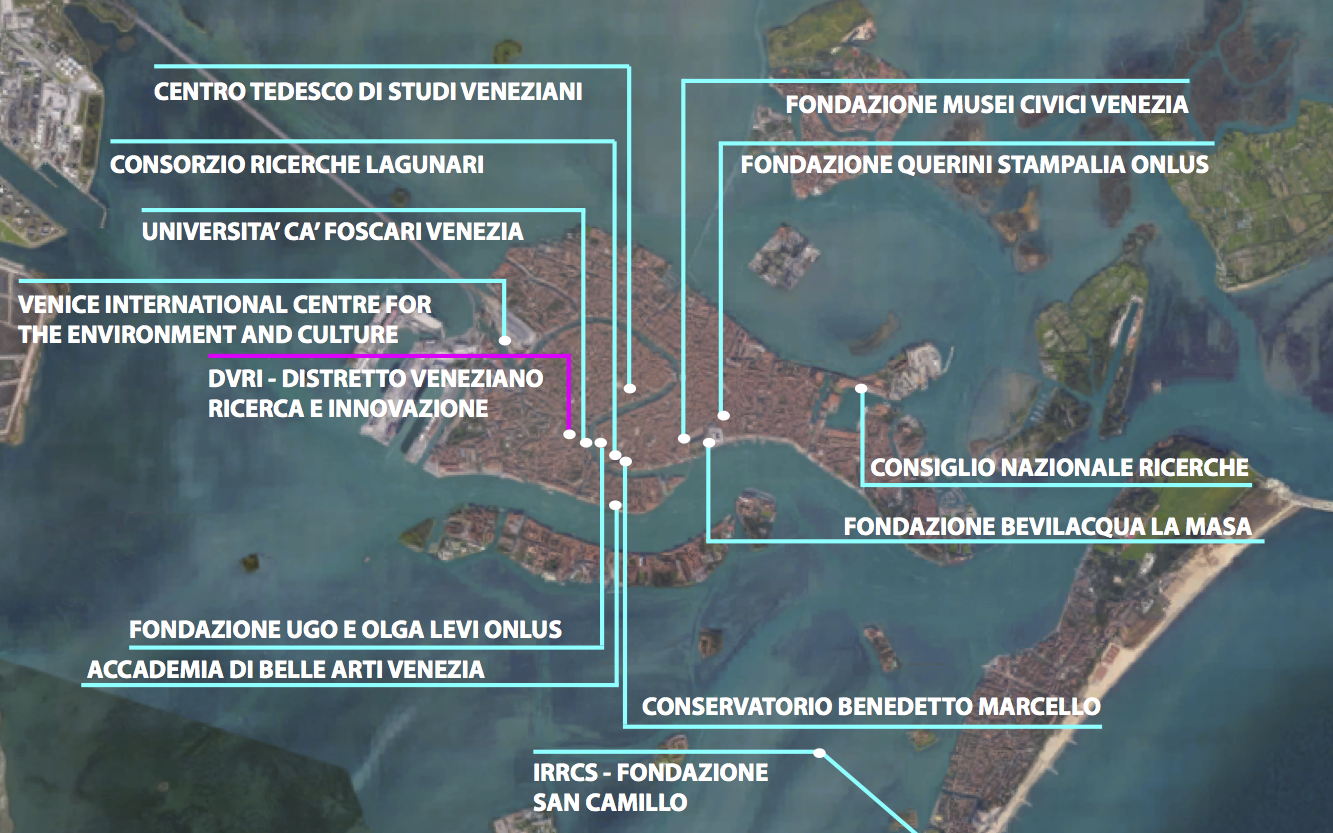 CENTRO TEDESCO DI STUDI VENEZIANI
FONDAZIONE MUSEI CIVICI VENEZIA
CONSORZIO RICERCHE LAGUNARI
FONDAZIONE QUERINI STAMPALIA ONLUS
UNIVERSITA’ CA’ FOSCARI VENEZIA
VENICE INTERNATIONAL CENTRE FOR
THE ENVIRONMENT AND CULTURE
DVRI - DISTRETTO VENEZIANO
RICERCA E INNOVAZIONE
CONSIGLIO NAZIONALE RICERCHE
FONDAZIONE BEVILACQUA LA MASA
FONDAZIONE UGO E OLGA LEVI ONLUS
ACCADEMIA DI BELLE ARTI VENEZIA
CONSERVATORIO BENEDETTO MARCELLO
IRRCS - FONDAZIONE
SAN CAMILLO